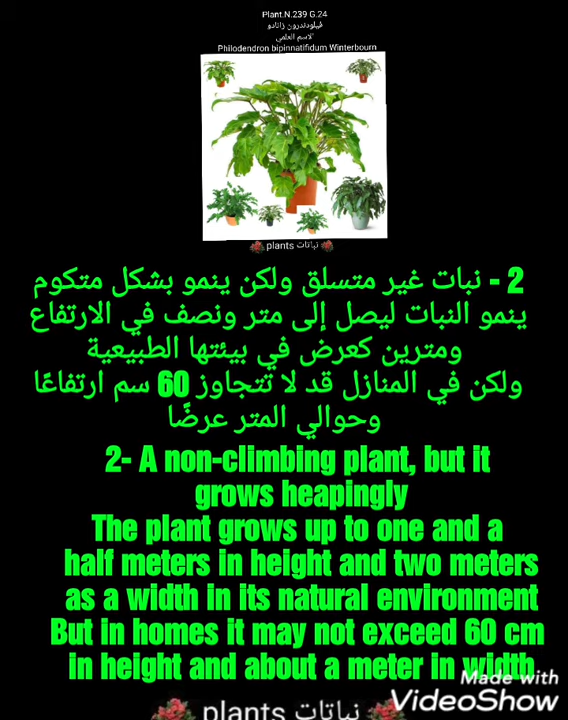 Plant.N.239 G.24
فيلودندرون زانادو
الاسم العلمي"
Philodendron bipinnatifidum Winterbourn
نباتات plants
2 - نبات غير متسلق ولكن ينمو بشكل متكوم
ينمو النبات ليصل إلى متر ونصف في الارتفاع
ومترين كعرض في بيئتها الطبيعية
ولكن في المنازل قد لا تتجاوز 60 سم ارتفاعًا
وحوالي المتر عرضًا
2- A non-climbing plant, but it
grows heapingly
The plant grows up to one and a
half meters in height and two meters
as a width in its natural environment
But in homes it may not exceed 60 cm
in height and about a meter in width
Made with
VideoShow
نباتات plants